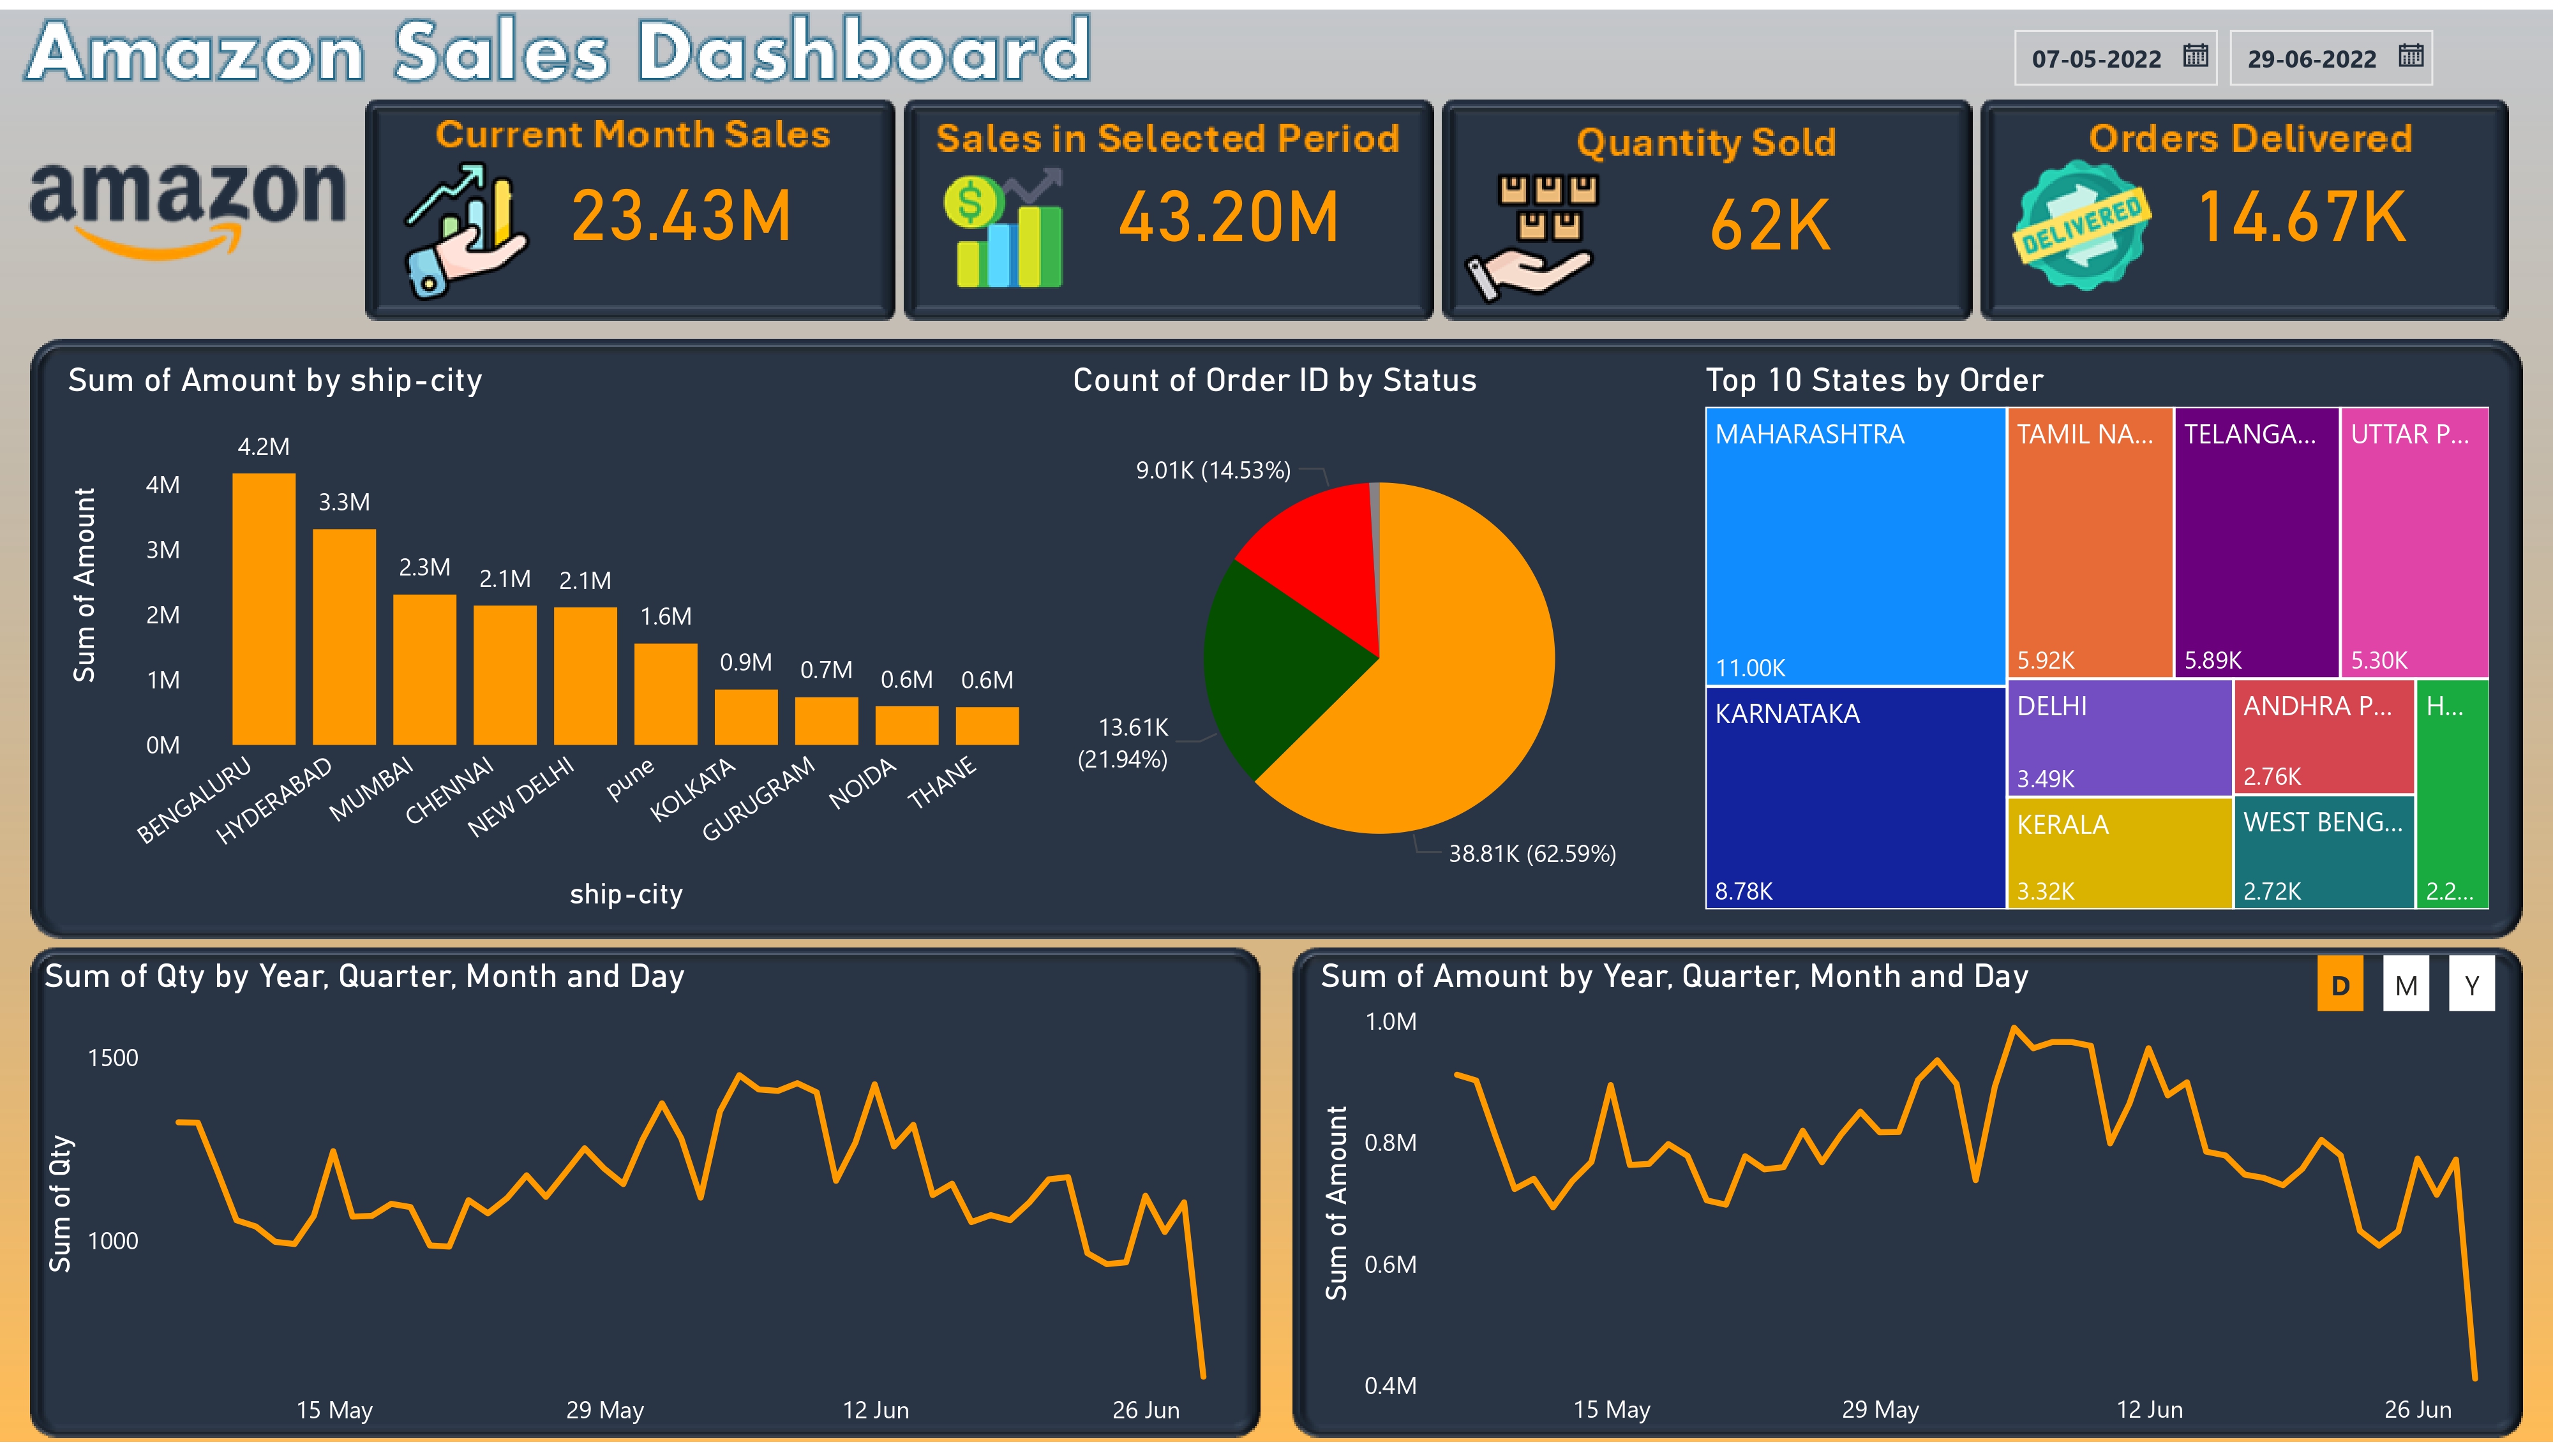 Amazon Sales Dashboard
07-05-2022
29-06-2022
amazon
Current Month Sales
23.43M
Sales in Selected Period
43.20M
Quantity Sold
62K
Orders Delivered
DELIVERED
14.67K
Sum of Amount by ship-city
Sum of Amount
4M
3M
2M
1M
0M
4.2M
3.3M
2.3M
2.1M
2.1M
1.6M
0.9M
0.7M
0.6M
0.6M
BENGALURU
HYDERABAD
MUMBAI
CHENNAI
NEW DELHI
pune
KOLKATA
GURUGRAM
NOIDA
THANE
ship-city
Count of Order ID by Status
9.01K (14.53%)
13.61K
(21.94%)
38.81K (62.59%)
Top 10 States by Order
MAHARASHTRA
11.00K
KARNATAKA
8.78K
TAMIL NA...
5.92K
TELANGA...
5.89K
UTTAR P...
5.30K
DELHI
3.49K
KERALA
3.32K
ANDHRA P...
2.76K
WEST BENG...
2.72K
H...
2.2...
Sum of Qty by Year, Quarter, Month and Day
Sum of Qty
1500
1000
15 May
29 May
12 Jun
26 Jun
Sum of Amount by Year, Quarter, Month and Day
D
M
Y
Sum of Amount
1.0M
0.8M
0.6M
0.4M
15 May
29 May
12 Jun
26 Jun